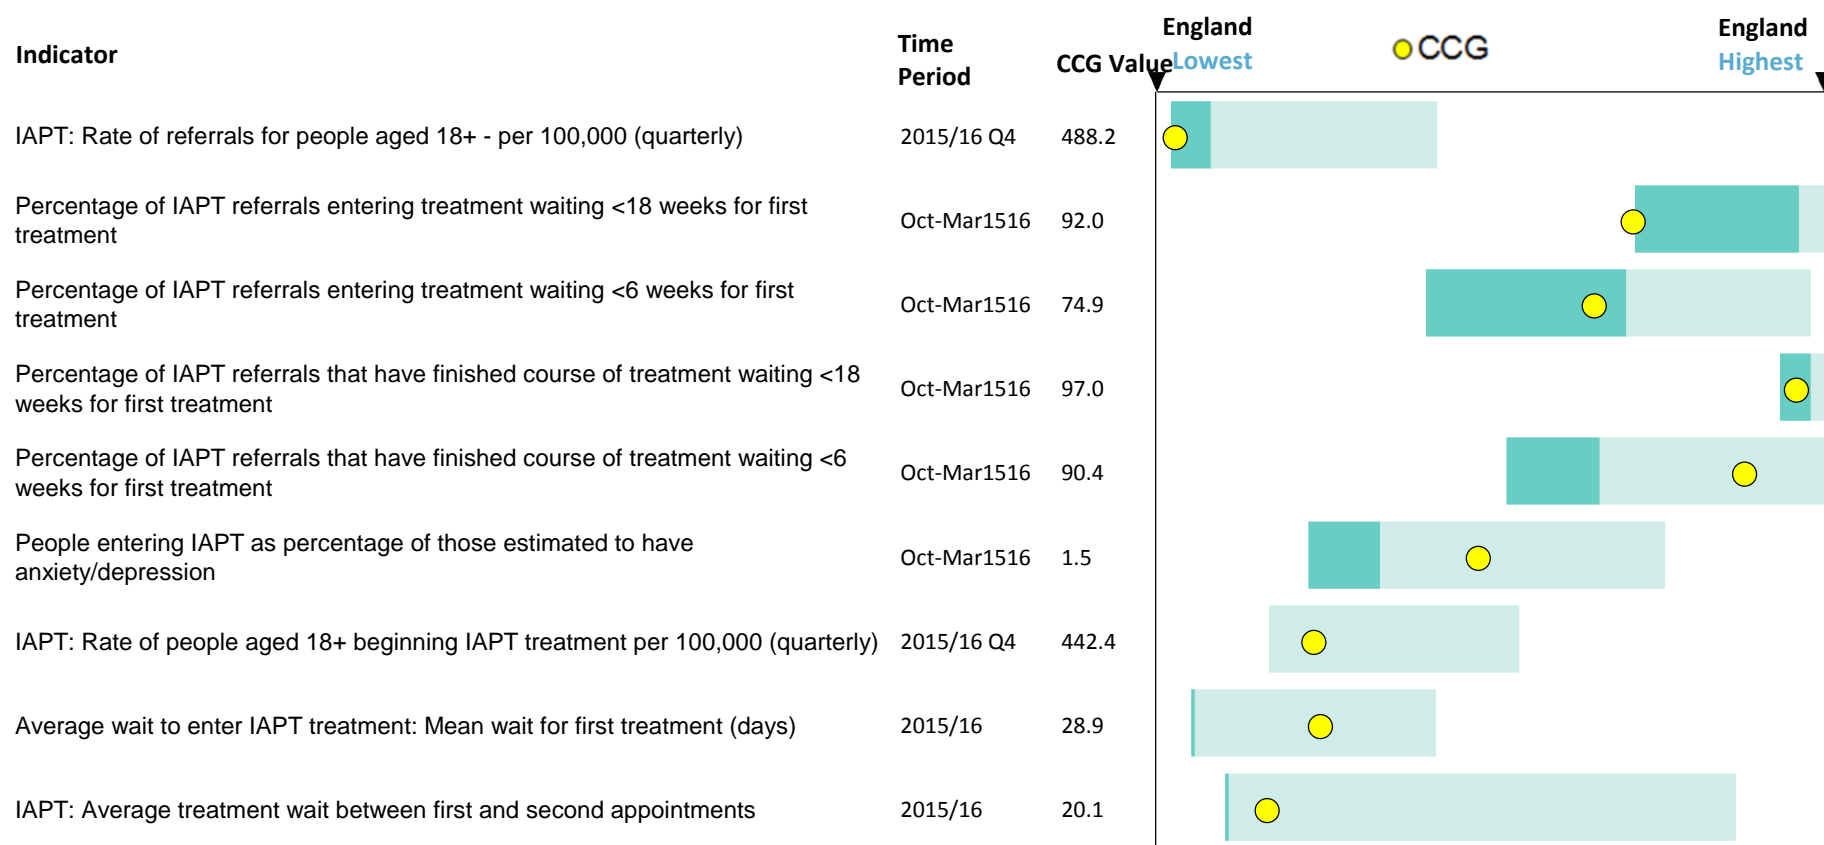 Indicator
Time
Period
CCG Value
England
Lowest
CCG
England
Highest
IAPT: Rate of referrals for people aged 18+ - per 100,000 (quarterly) 2015/16 Q4 488.2
Percentage of IAPT referrals entering treatment waiting <18 weeks for first
treatment
Oct-Mar1516 92.0
Percentage of IAPT referrals entering treatment waiting <6 weeks for first
treatment
Oct-Mar1516 74.9
Percentage of IAPT referrals that have finished course of treatment waiting <18
weeks for first treatment
Oct-Mar1516 97.0
Percentage of IAPT referrals that have finished course of treatment waiting <6
weeks for first treatment
Oct-Mar1516 90.4
People entering IAPT as percentage of those estimated to have
anxiety/depression
Oct-Mar1516 1.5
IAPT: Rate of people aged 18+ beginning IAPT treatment per 100,000 (quarterly) 2015/16 Q4 442.4
Average wait to enter IAPT treatment: Mean wait for first treatment (days) 2015/16 28.9
IAPT: Average treatment wait between first and second appointments 2015/16 20.1